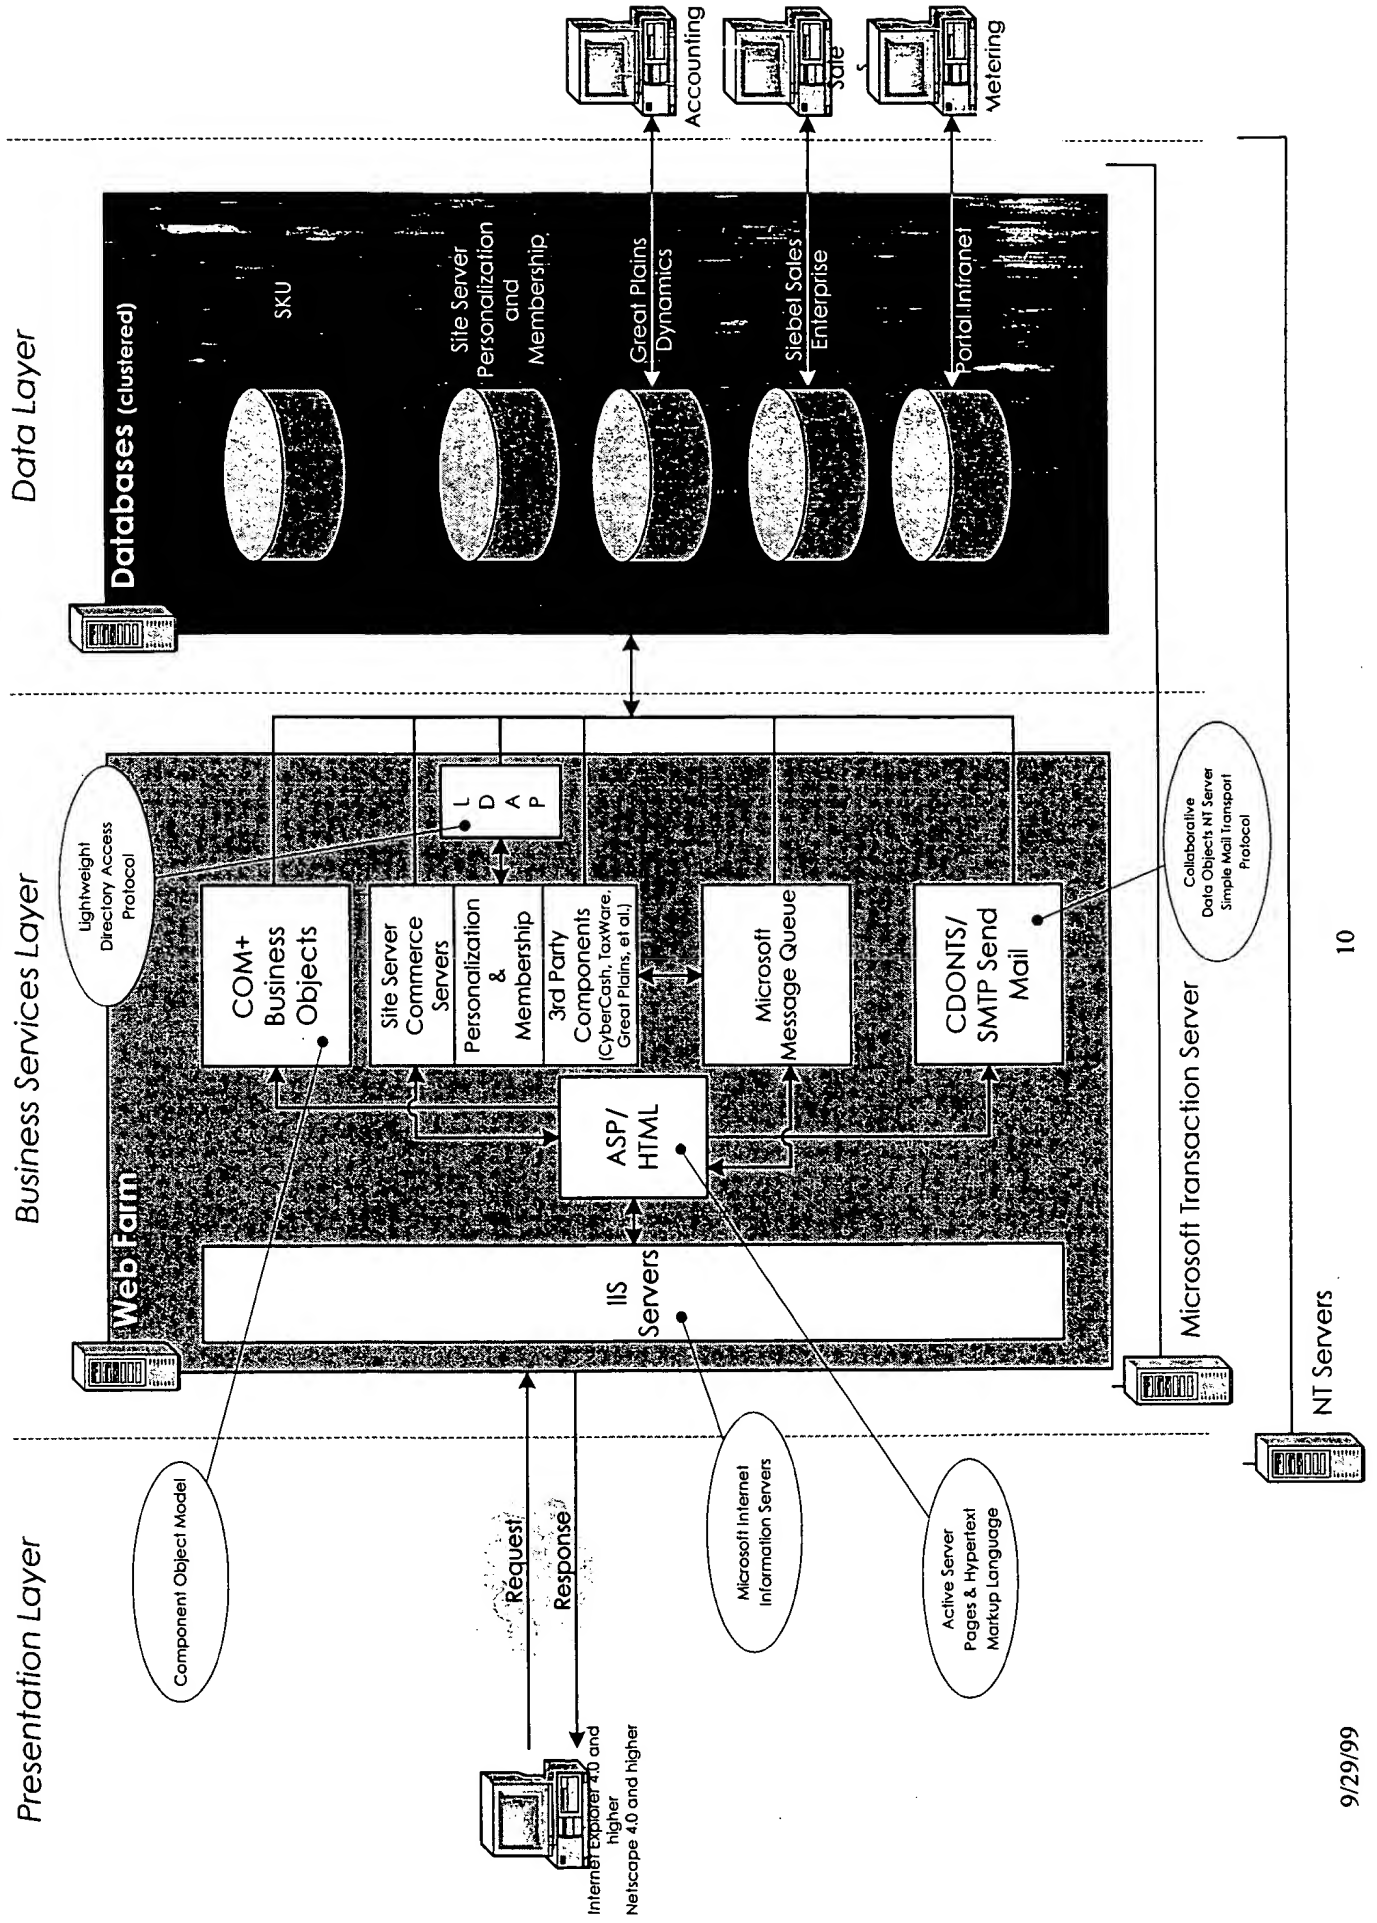 Presentation Layer
Business Services Layer
Data Layer
Component Object Model
Lightweight
Directory Access
Protocol
Web Farm
Databases (clustered)
COM+
Business
Objects
SKU
Site Server
Commerce
Servers
Personalization
&
Membership
3rd Party
Components
(CyberCash, TaxWare,
Great Plains, et al.)
L
D
A
P
Site Server
Personalization
and
Membership
Request
Response
Internet Explorer 4.0 and
higher
Netscape 4.0 and higher
IIS
Servers
ASP/
HTML
Great Plains
Dynamics
Accounting
Microsoft
Message Queue
Siebel Sales
Enterprise
Sale
s
Microsoft Internet
Information Servers
CDONTS/
SMTP Send
Mail
Portal Infranet
Metering
Active Server
Pages & Hypertext
Markup Language
Collaborative
Data Objects NT Server
Simple Mail Transport
Protocol
Microsoft Transaction Server
NT Servers
9/29/99
10